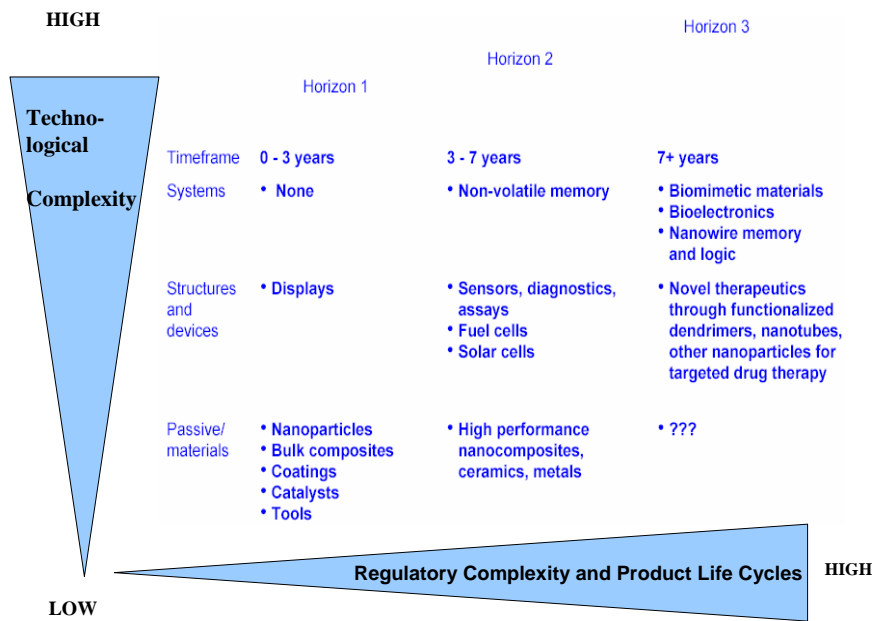 HIGH
Horizon 3
Horizon 2
Horizon 1
Techno-
logical
Complexity
Timeframe 0 - 3 years 3 - 7 years 7+ years
Systems • None • Non-volatile memory • Biomimetic materials
• Bioelectronics
• Nanowire memory
and logic
Structures • Displays • Sensors, diagnostics, • Novel therapeutics
and assays through functionalized
devices • Fuel cells dendrimers, nanotubes,
• Solar cells other nanoparticles for
targeted drug therapy
Passive/ • Nanoparticles • High performance • ???
materials • Bulk composites nanocomposites,
• Coatings ceramics, metals
• Catalysts
• Tools
Regulatory Complexity and Product Life Cycles HIGH
LOW